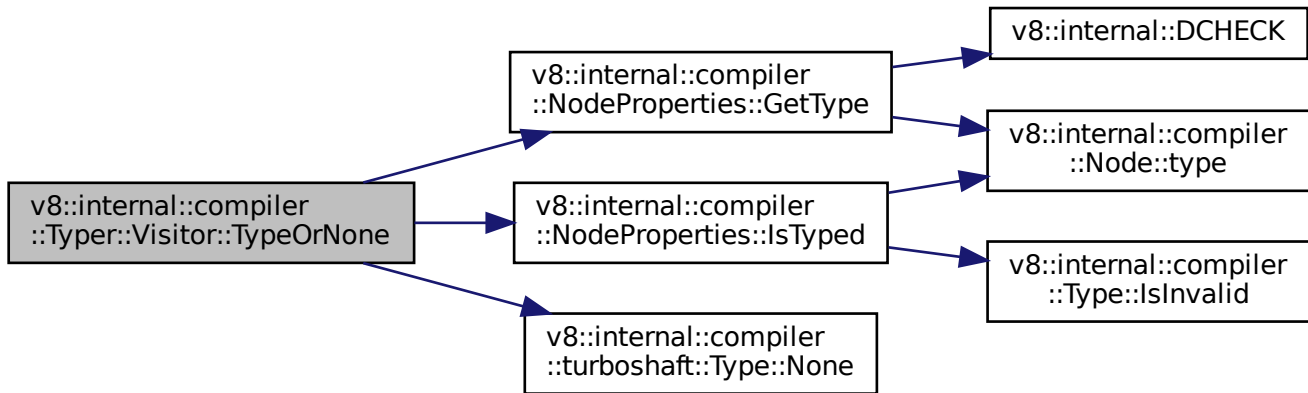 v8::internal::DCHECK
v8::internal::compiler
::NodeProperties::GetType
v8::internal::compiler
::Node::type
v8::internal::compiler
::Typer::Visitor::TypeOrNone
v8::internal::compiler
::NodeProperties::IsTyped
v8::internal::compiler
::Type::IsInvalid
v8::internal::compiler
::turboshaft::Type::None